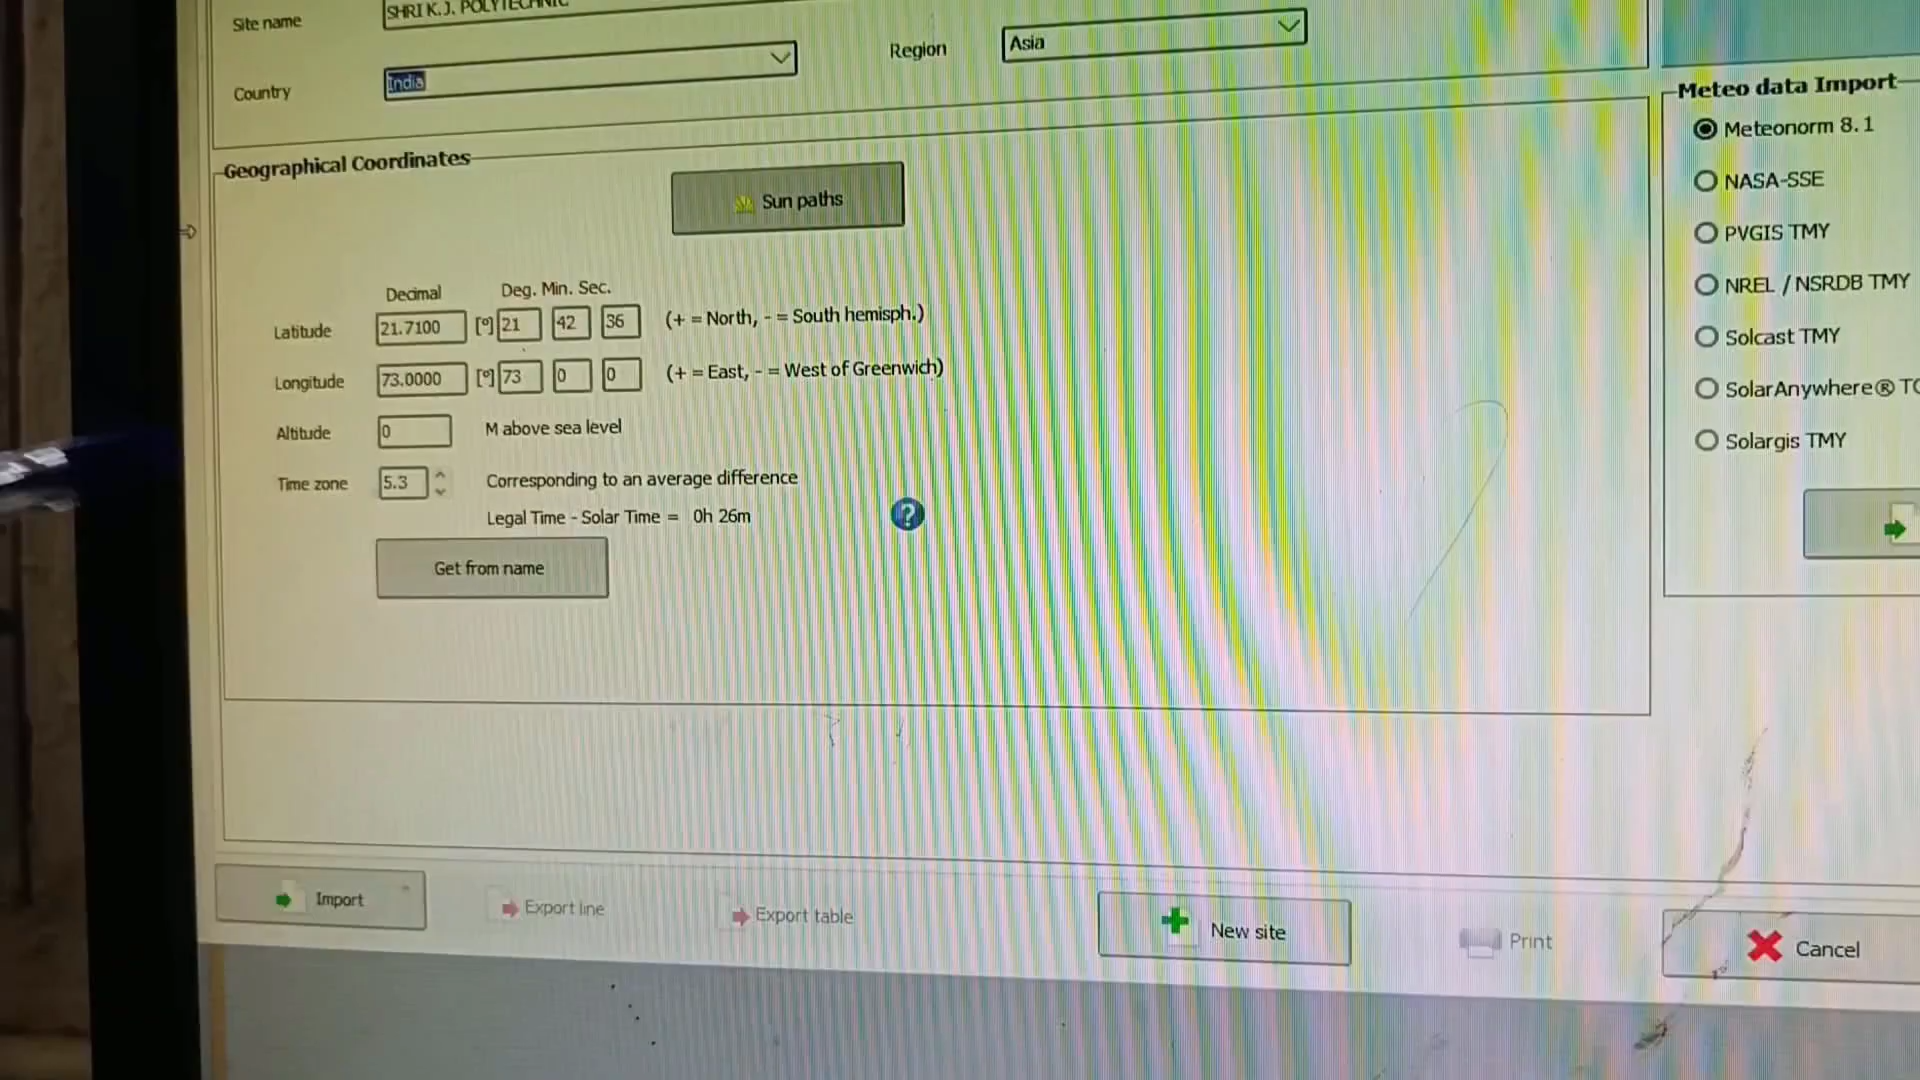 Site name SHRI K.J. POLYTECHNIC
Country India
Region Asia
Geographical Coordinates
Sun paths
Decimal Deg. Min. Sec.
Latitude 21.7100 [°] 21 42 36 (+ = North, - = South hemisph.)
Longitude 73.0000 [°] 73 0 0 (+ = East, - = West of Greenwich)
Altitude 0 M above sea level
Time zone 5.3 Corresponding to an average difference
Legal Time - Solar Time = 0h 26m
?
Get from name
Meteo data Import
Meteonorm 8.1
NASA-SSE
PVGIS TMY
NREL / NSRDB TMY
Solcast TMY
SolarAnywhere® TG
Solargis TMY
Import
Export line
Export table
New site
Print
Cancel